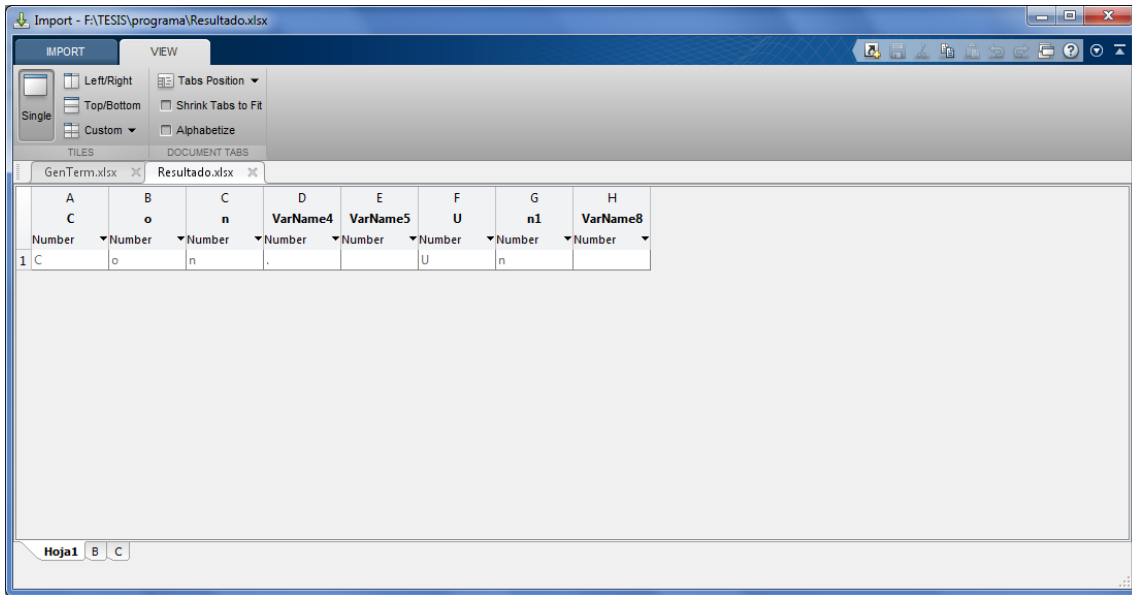 Import - F:\TESIS\programa\Resultado.xlsx
IMPORT VIEW
Single
Left/Right
Top/Bottom
Custom
TILES
Tabs Position
Shrink Tabs to Fit
Alphabetize
DOCUMENT TABS
GenTerm.xlsx Resultado.xlsx
A B C D E F G H
C o n VarName4 VarName5 U n1 VarName8
Number Number Number Number Number Number Number Number
1 C o n . U n
Hoja1 B C